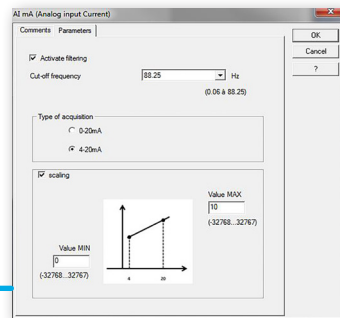 AI mA (Analog input Current)
Comments Parameters
OK
Cancel
?
Activate filtering
Cut-off frequency 88.25 Hz
(0.06 à 88.25)
Type of acquisition
0-20mA
4-20mA
scaling
Value MAX
10
(-32768...32767)
Value MIN
0
(-32768...32767)
4 20